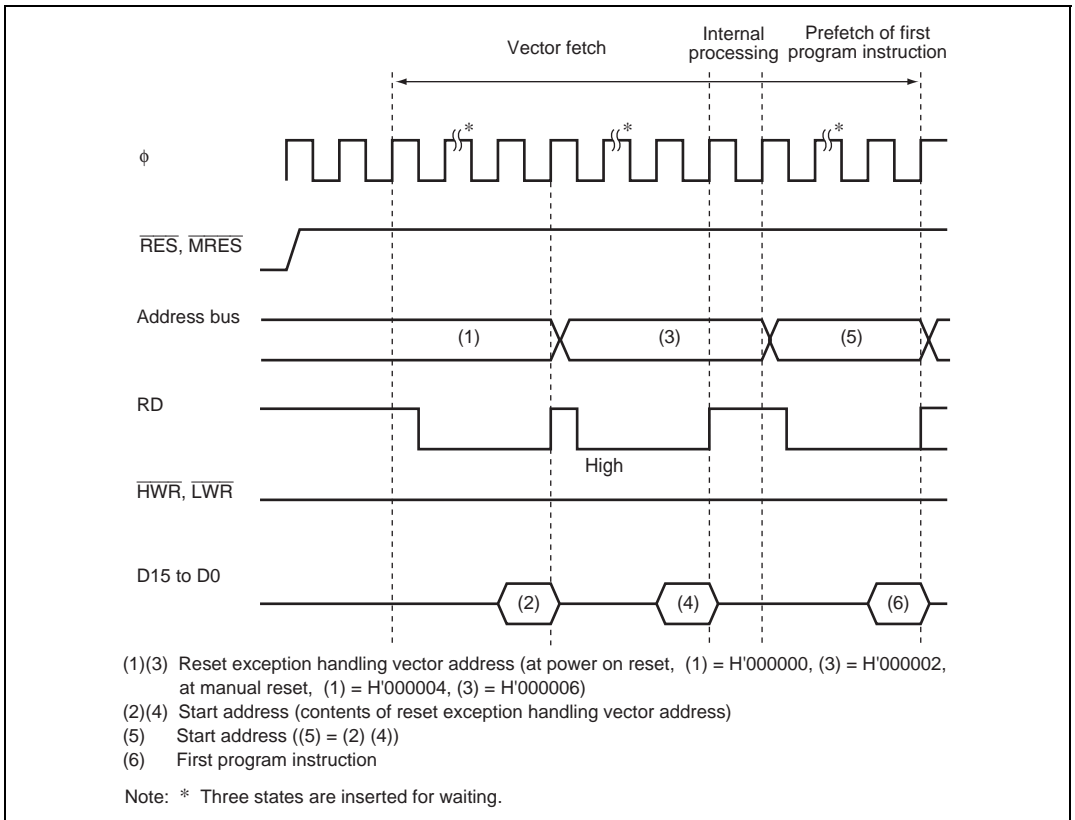 Vector fetch
Internal processing
Prefetch of first program instruction
ϕ
*
*
*
RES, MRES
Address bus
(1)
(3)
(5)
RD
High
HWR, LWR
D15 to D0
(2)
(4)
(6)
(1)(3) Reset exception handling vector address (at power on reset, (1) = H'000000, (3) = H'000002,
at manual reset, (1) = H'000004, (3) = H'000006)
(2)(4) Start address (contents of reset exception handling vector address)
(5) Start address ((5) = (2) (4))
(6) First program instruction
Note: * Three states are inserted for waiting.